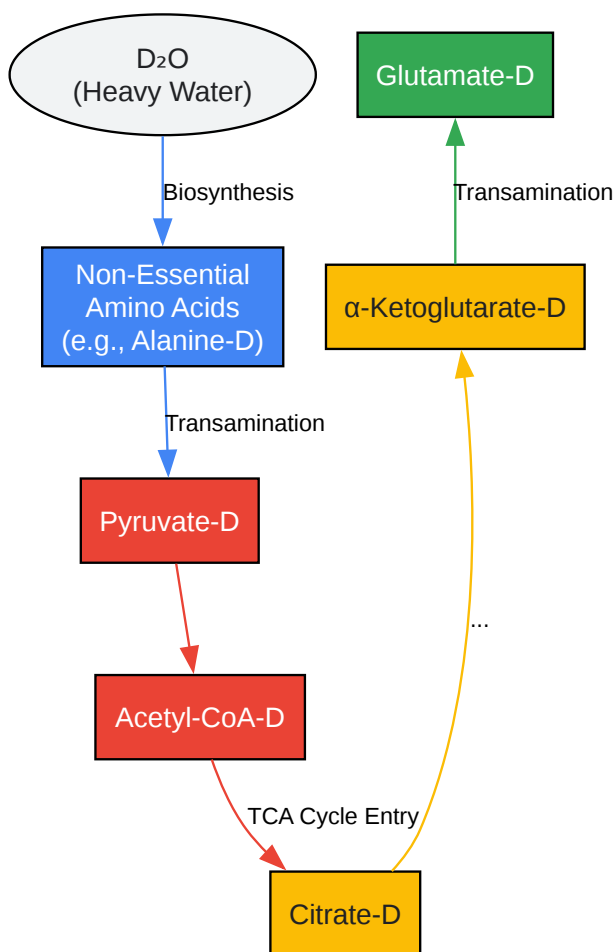 D₂O
(Heavy Water)
Biosynthesis
Non-Essential
Amino Acids
(e.g., Alanine-D)
Transamination
Pyruvate-D
Acetyl-CoA-D
TCA Cycle Entry
Citrate-D
...
α-Ketoglutarate-D
Transamination
Glutamate-D